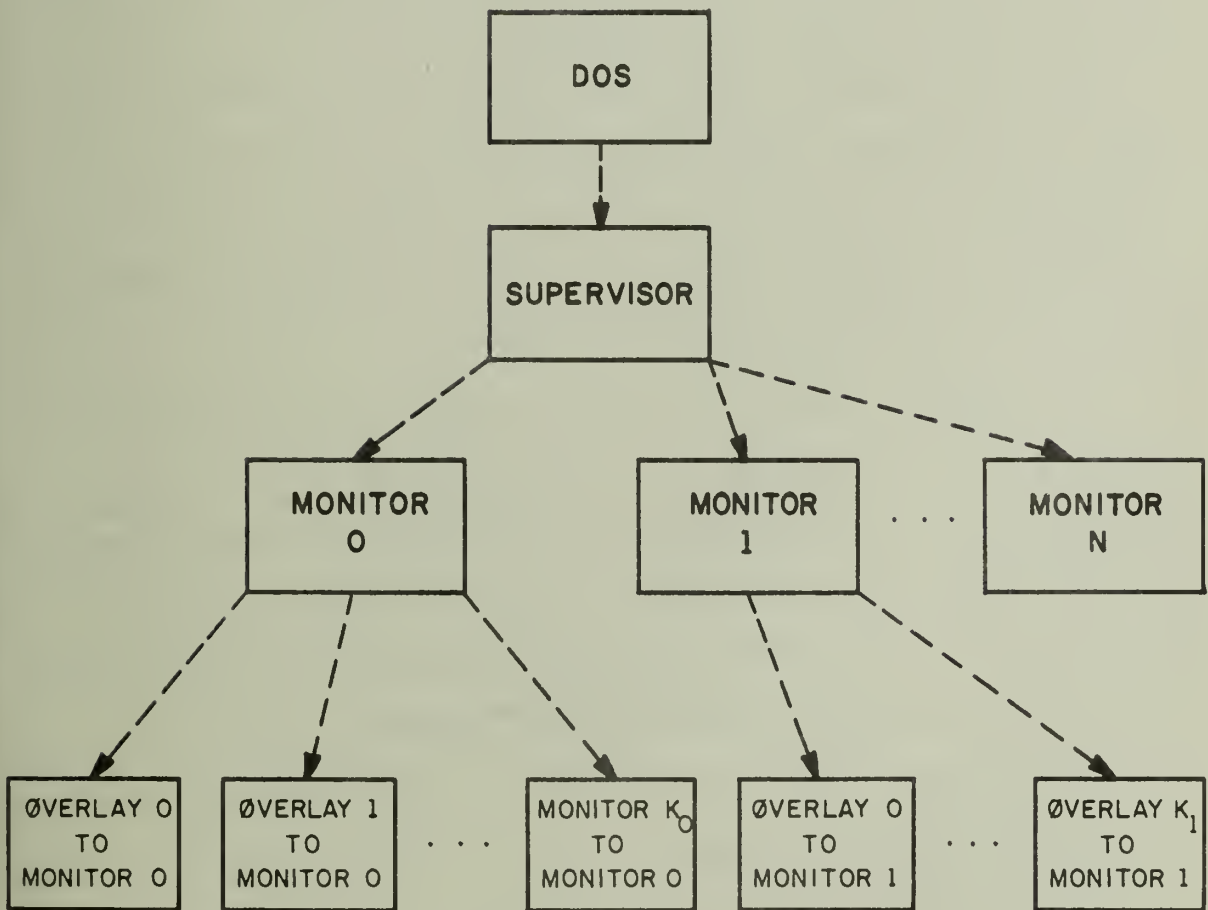 DOS
SUPERVISOR
MONITOR
0
MONITOR
1
. . .
MONITOR
N
ØVERLAY 0
TO
MONITOR 0
ØVERLAY 1
TO
MONITOR 0
. . .
MONITOR K0
TO
MONITOR 0
ØVERLAY 0
TO
MONITOR 1
. . .
ØVERLAY K1
TO
MONITOR 1